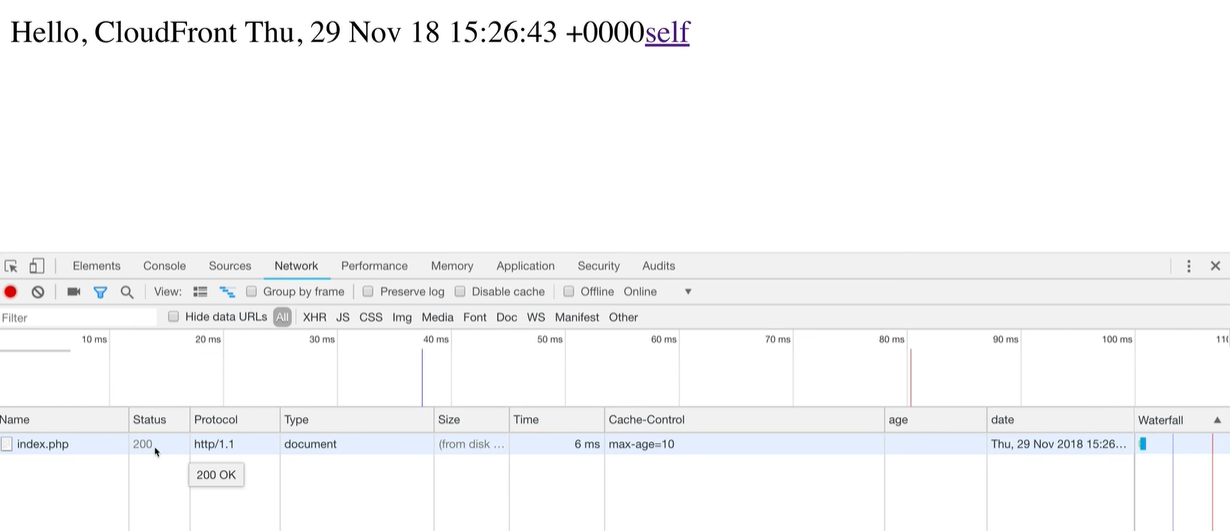 Hello, CloudFront Thu, 29 Nov 18 15:26:43 +0000self
Elements Console Sources Network Performance Memory Application Security Audits
View: Group by frame Preserve log Disable cache Offline Online
Filter Hide data URLs All XHR JS CSS Img Media Font Doc WS Manifest Other
10 ms 20 ms 30 ms 40 ms 50 ms 60 ms 70 ms 80 ms 90 ms 100 ms
Name Status Protocol Type Size Time Cache-Control age date Waterfall
index.php 200 http/1.1 document (from disk ... 6 ms max-age=10 Thu, 29 Nov 2018 15:26...
200 OK